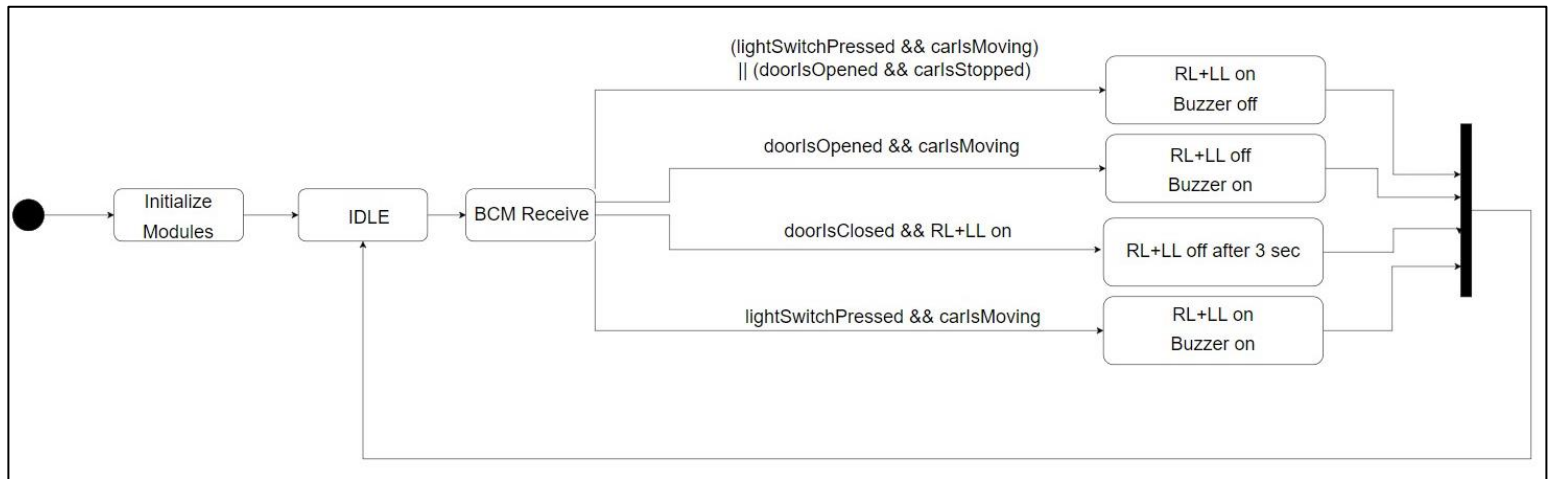 Initialize
Modules
IDLE
BCM Receive
(lightSwitchPressed && carIsMoving)
|| (doorIsOpened && carIsStopped)
RL+LL on
Buzzer off
doorIsOpened && carIsMoving
RL+LL off
Buzzer on
doorIsClosed && RL+LL on
RL+LL off after 3 sec
lightSwitchPressed && carIsMoving
RL+LL on
Buzzer on